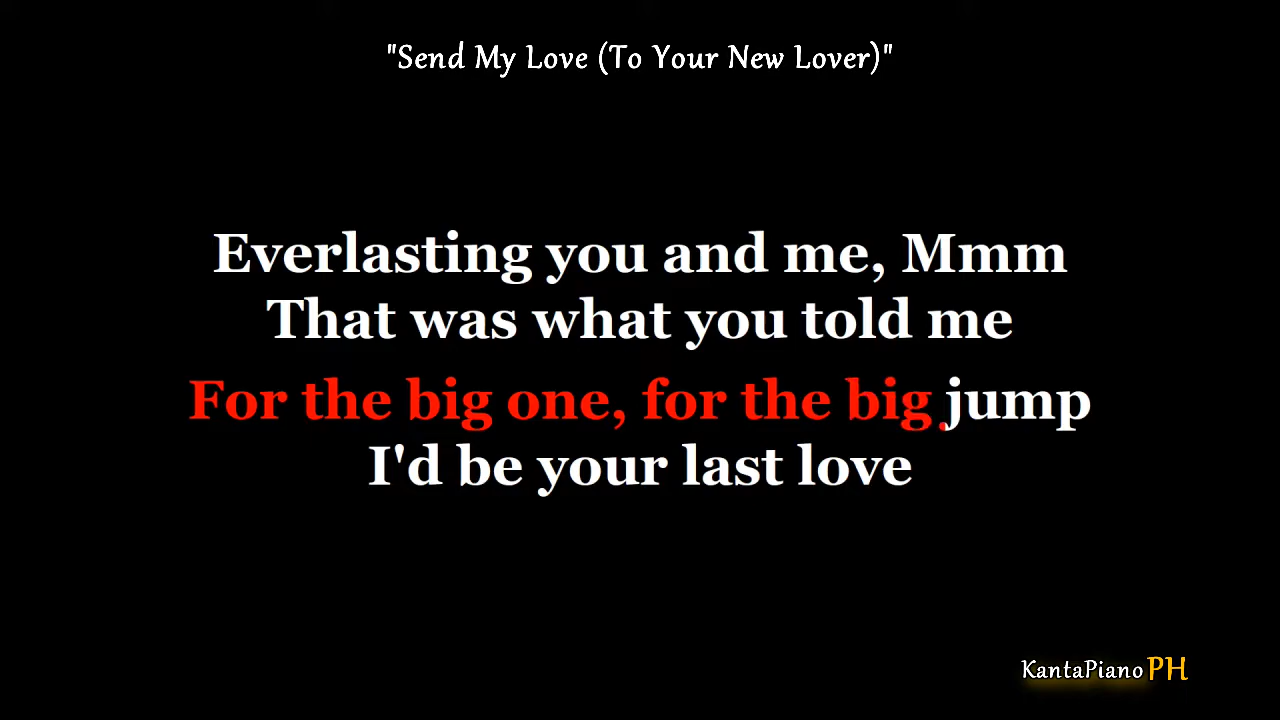 "Send My Love (To Your New Lover)"
Everlasting you and me, Mmm
That was what you told me
For the big one, for the big jump
I'd be your last love
KantaPiano PH